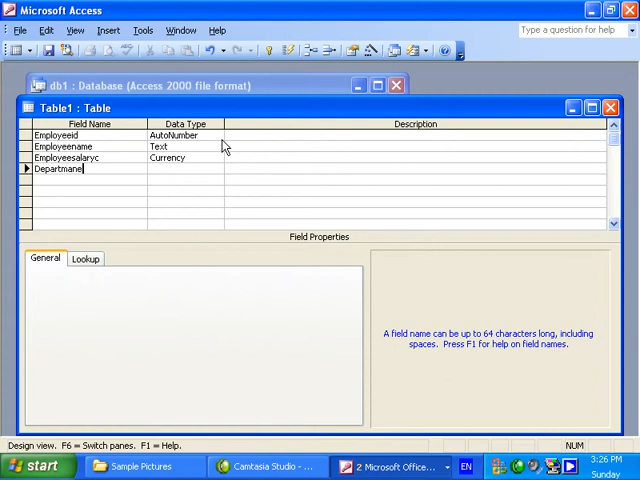 Microsoft Access
File Edit View Insert Tools Window Help
Type a question for help
db1 : Database (Access 2000 file format)
Table1 : Table
Field Name Data Type Description
Employeeid AutoNumber
Employeename Text
Employeesalaryc Currency
Departmanel
Field Properties
General Lookup
A field name can be up to 64 characters long, including
spaces. Press F1 for help on field names.
Design view. F6 = Switch panes. F1 = Help. NUM
start Sample Pictures Camtasia Studio - ... 2 Microsoft Office... EN 3:26 PM
Sunday